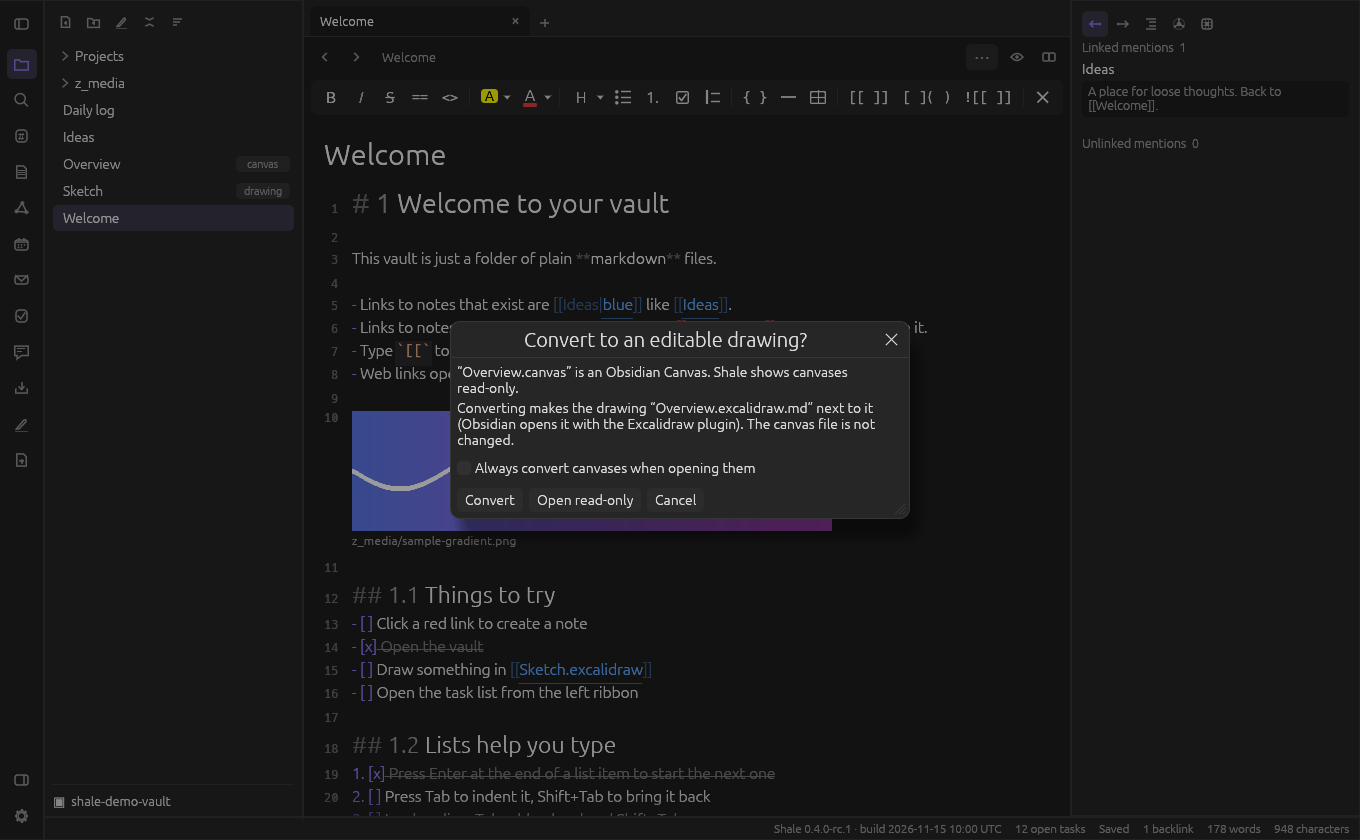 Welcome
Projects
z_media
Daily log
Ideas
Overview canvas
Sketch drawing
Welcome
shale-demo-vault
Welcome
B I S == <> A A H 1. { } — [[ ]] [ ]( ) ![[ ]]
Welcome
1 # 1 Welcome to your vault
2
3 This vault is just a folder of plain **markdown** files.
4
5 - Links to notes that exist are [[Ideas|blue]] like [[Ideas]].
6 - Links to notes it.
7 - Type `[[` to
8 - Web links ope
9
10
z_media/sample-gradient.png
11
12 ## 1.1 Things to try
13 - [ ] Click a red link to create a note
14 - [x] Open the vault
15 - [ ] Draw something in [[Sketch.excalidraw]]
16 - [ ] Open the task list from the left ribbon
17
18 ## 1.2 Lists help you type
19 1. [x] Press Enter at the end of a list item to start the next one
20 2. [ ] Press Tab to indent it, Shift+Tab to bring it back
Convert to an editable drawing?
“Overview.canvas” is an Obsidian Canvas. Shale shows canvases
read-only.
Converting makes the drawing “Overview.excalidraw.md” next to it
(Obsidian opens it with the Excalidraw plugin). The canvas file is not
changed.
Always convert canvases when opening them
Convert Open read-only Cancel
Linked mentions 1
Ideas
A place for loose thoughts. Back to
[[Welcome]].
Unlinked mentions 0
Shale 0.4.0-rc.1 · build 2026-11-15 10:00 UTC 12 open tasks Saved 1 backlink 178 words 948 characters